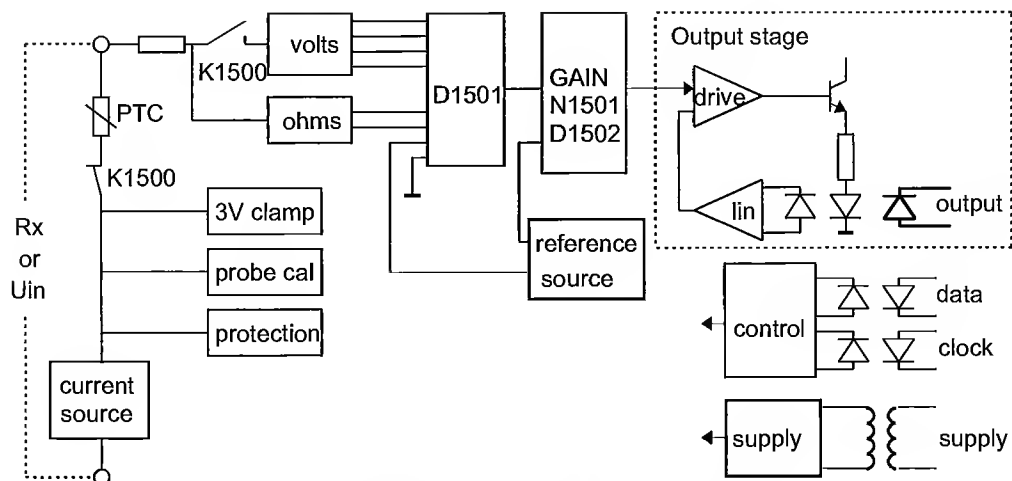 Output stage
volts
K1500
D1501
GAIN
N1501
D1502
drive
PTC
ohms
K1500
Rx
or
Uin
3V clamp
probe cal
protection
lin
output
reference
source
control
data
clock
current
source
supply
supply